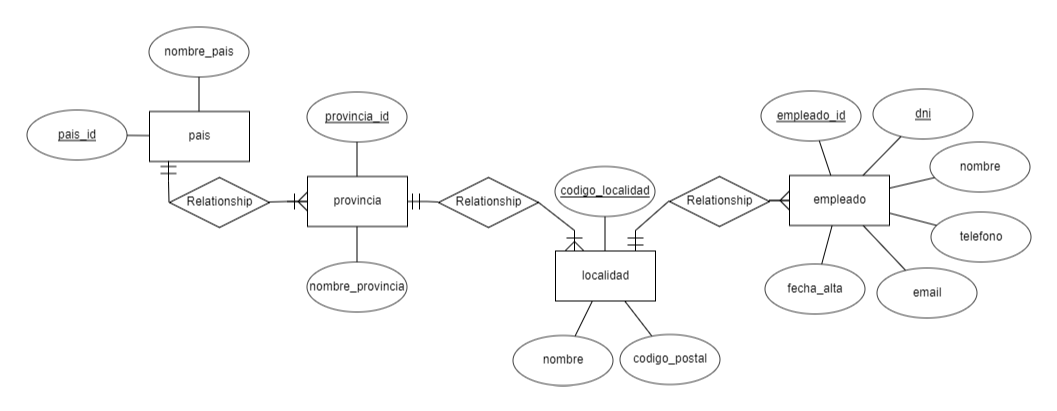 nombre_pais
pais_id
pais
Relationship
provincia_id
provincia
nombre_provincia
Relationship
codigo_localidad
localidad
nombre
codigo_postal
Relationship
empleado_id
dni
nombre
empleado
telefono
fecha_alta
email